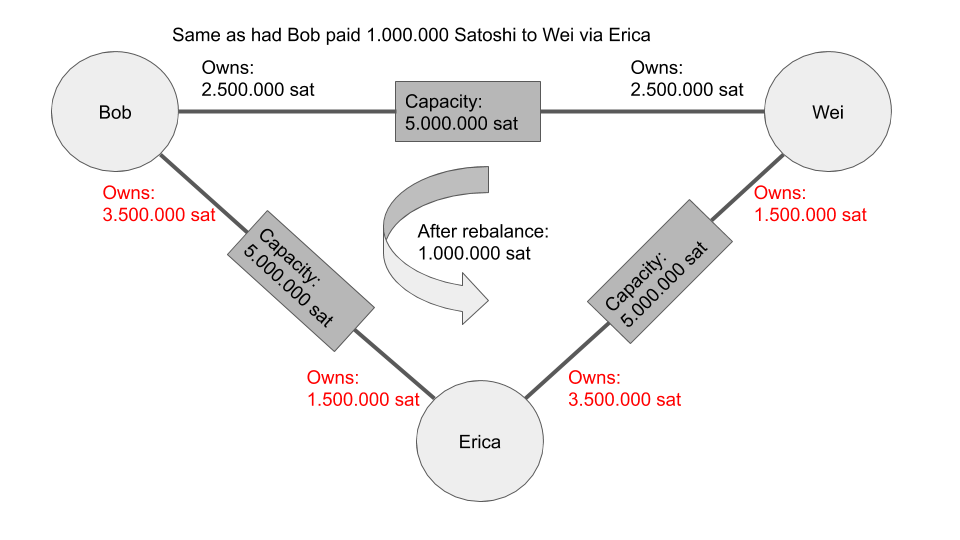 Same as had Bob paid 1.000.000 Satoshi to Wei via Erica
Owns:
2.500.000 sat
Owns:
2.500.000 sat
Bob
Capacity:
5.000.000 sat
Wei
Owns:
3.500.000 sat
Owns:
1.500.000 sat
After rebalance:
1.000.000 sat
Capacity:
5.000.000 sat
Capacity:
5.000.000 sat
Owns:
1.500.000 sat
Owns:
3.500.000 sat
Erica